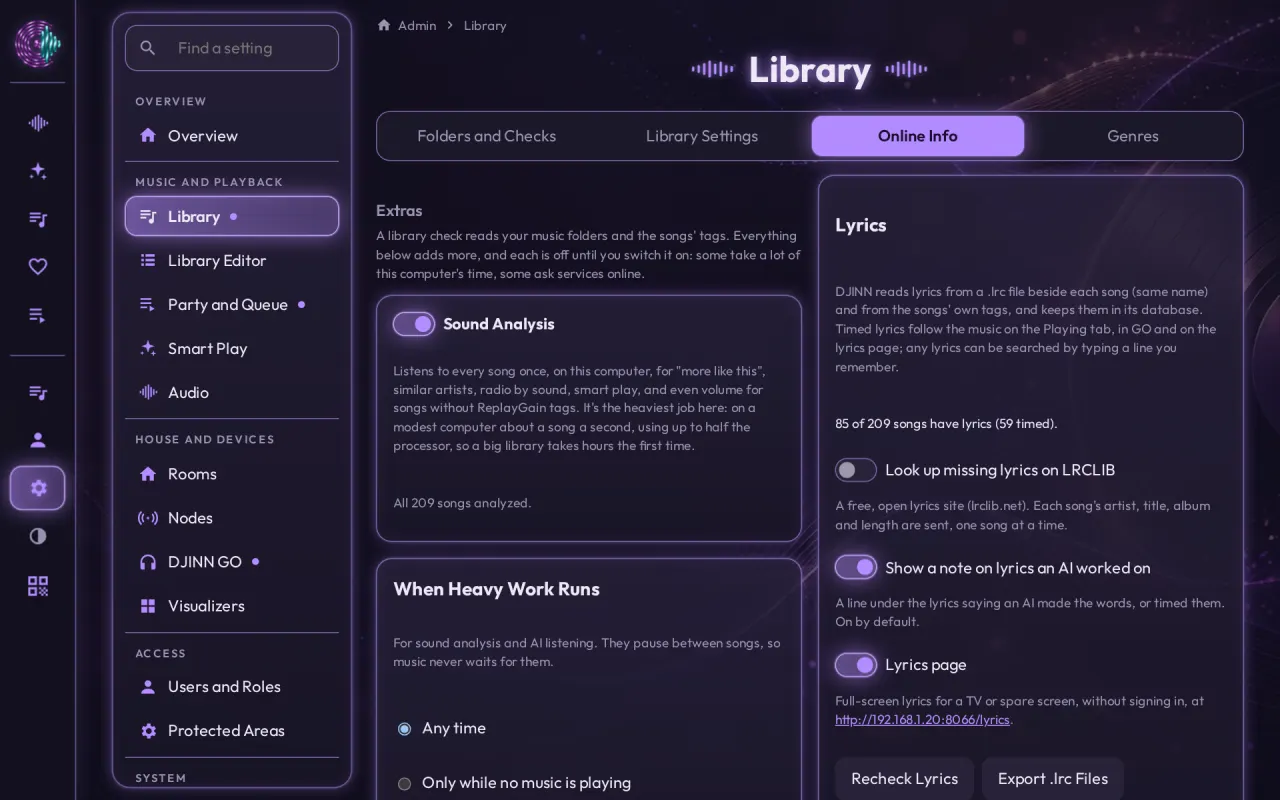 Admin > Library
Library
Find a setting
OVERVIEW
Overview
MUSIC AND PLAYBACK
Library
Library Editor
Party and Queue
Smart Play
Audio
HOUSE AND DEVICES
Rooms
Nodes
DJINN GO
Visualizers
ACCESS
Users and Roles
Protected Areas
SYSTEM
Folders and Checks
Library Settings
Online Info
Genres
Extras
A library check reads your music folders and the songs' tags. Everything
below adds more, and each is off until you switch it on: some take a lot of
this computer's time, some ask services online.
Sound Analysis
Listens to every song once, on this computer, for "more like this",
similar artists, radio by sound, smart play, and even volume for
songs without ReplayGain tags. It's the heaviest job here: on a
modest computer about a song a second, using up to half the
processor, so a big library takes hours the first time.
All 209 songs analyzed.
When Heavy Work Runs
For sound analysis and AI listening. They pause between songs, so
music never waits for them.
Any time
Only while no music is playing
Lyrics
DJINN reads lyrics from a .lrc file beside each song (same name)
and from the songs' own tags, and keeps them in its database.
Timed lyrics follow the music on the Playing tab, in GO and on the
lyrics page; any lyrics can be searched by typing a line you
remember.
85 of 209 songs have lyrics (59 timed).
Look up missing lyrics on LRCLIB
A free, open lyrics site (lrclib.net). Each song's artist, title, album
and length are sent, one song at a time.
Show a note on lyrics an AI worked on
A line under the lyrics saying an AI made the words, or timed them.
On by default.
Lyrics page
Full-screen lyrics for a TV or spare screen, without signing in, at
http://192.168.1.20:8066/lyrics.
Recheck Lyrics
Export .lrc Files